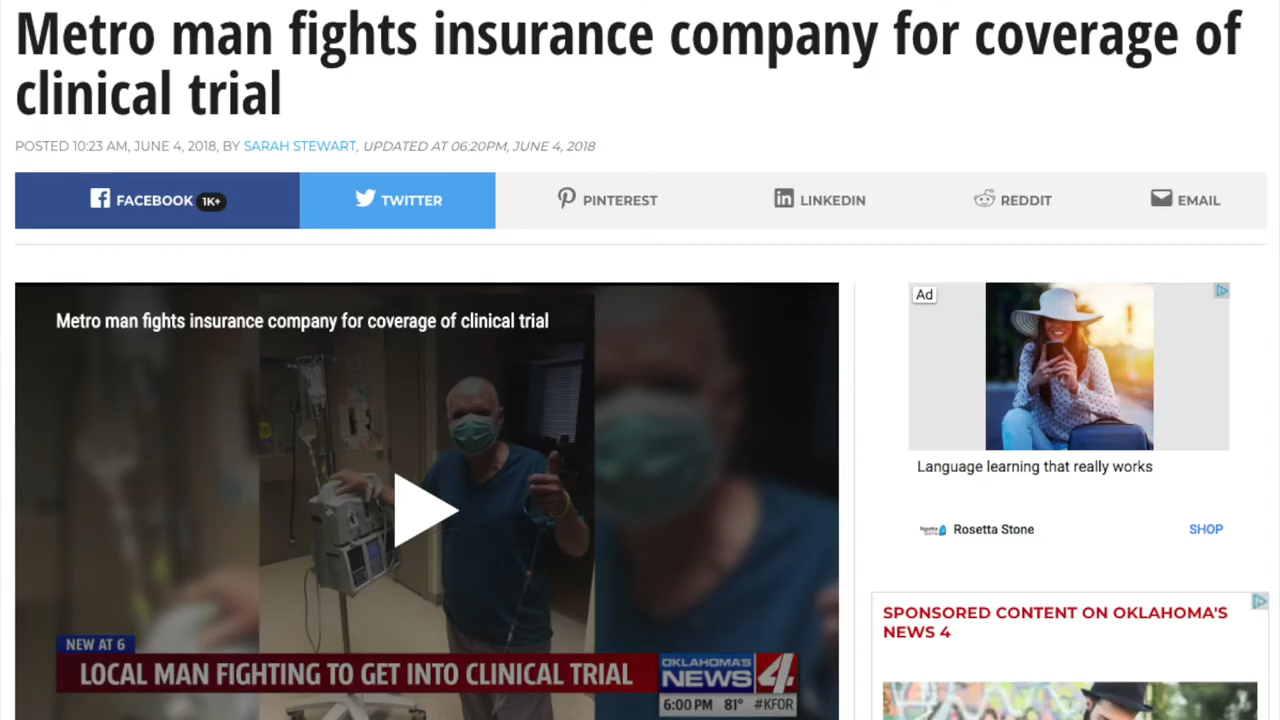 Metro man fights insurance company for coverage of
clinical trial
POSTED 10:23 AM, JUNE 4, 2018, BY SARAH STEWART, UPDATED AT 06:20PM, JUNE 4, 2018
FACEBOOK 1K+
TWITTER
PINTEREST
LINKEDIN
REDDIT
EMAIL
Metro man fights insurance company for coverage of clinical trial
NEW AT 6
LOCAL MAN FIGHTING TO GET INTO CLINICAL TRIAL
OKLAHOMA'S
NEWS 4
6:00 PM 81° #KFOR
Ad
Language learning that really works
Rosetta Stone
SHOP
SPONSORED CONTENT ON OKLAHOMA'S
NEWS 4